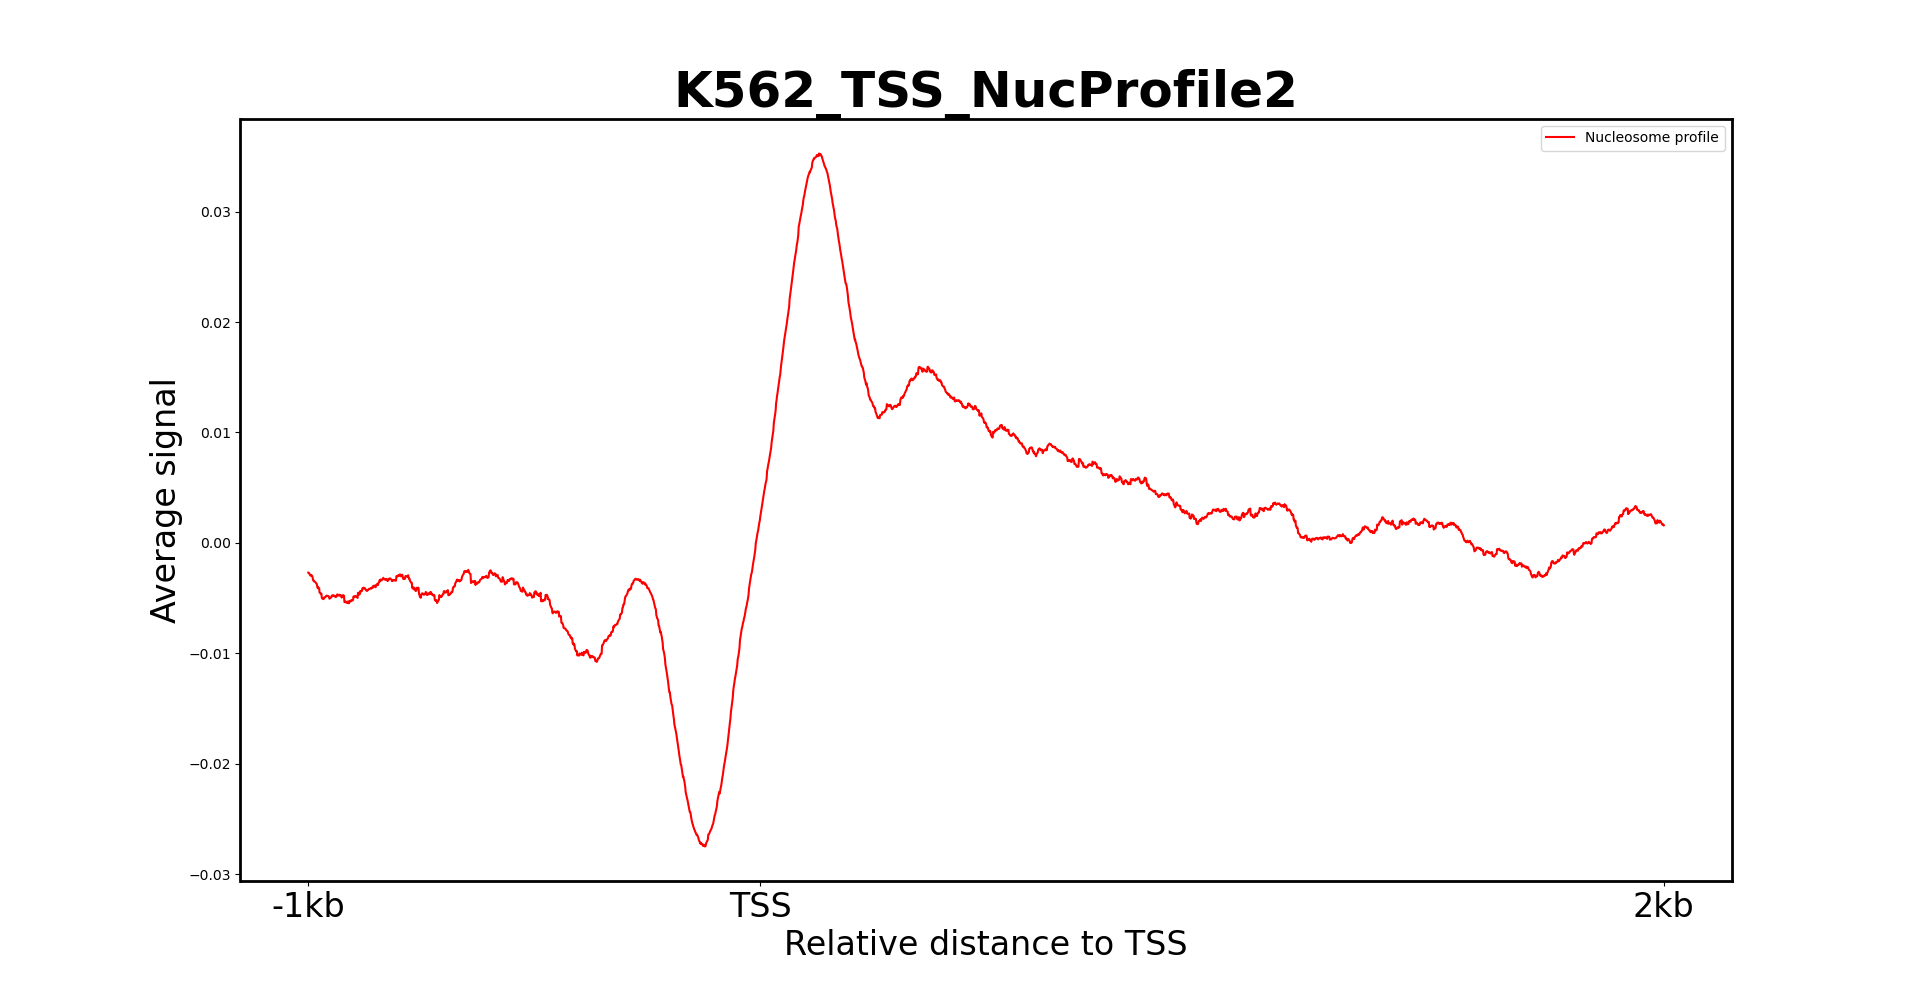 K562_TSS_NucProfile2
Nucleosome profile
0.03
0.02
0.01
0.00
−0.01
−0.02
−0.03
Average signal
-1kb TSS 2kb
Relative distance to TSS